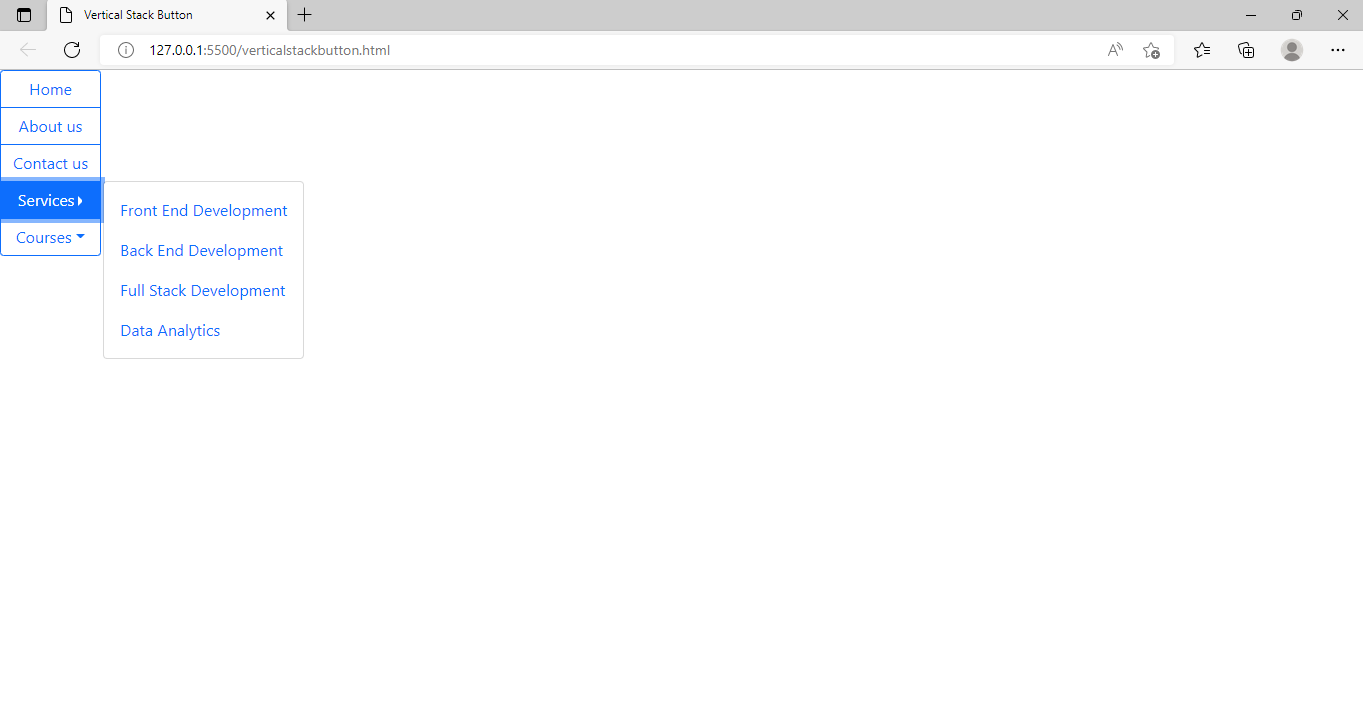 Vertical Stack Button
127.0.0.1:5500/verticalstackbutton.html
Home
About us
Contact us
Services
Courses
Front End Development
Back End Development
Full Stack Development
Data Analytics